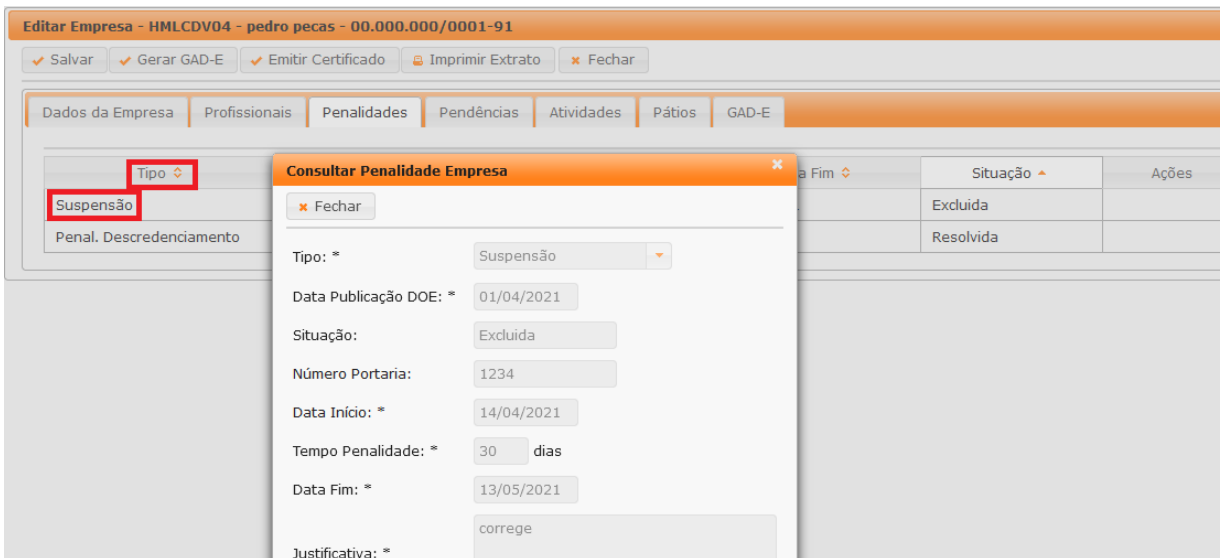 Editar Empresa - HMLCDV04 - pedro pecas - 00.000.000/0001-91
Salvar Gerar GAD-E Emitir Certificado Imprimir Extrato Fechar
Dados da Empresa Profissionais Penalidades Pendências Atividades Pátios GAD-E
Tipo a Fim Situação Ações
Suspensão Excluida
Penal. Descredenciamento Resolvida
Consultar Penalidade Empresa
Fechar
Tipo: * Suspensão
Data Publicação DOE: * 01/04/2021
Situação: Excluida
Número Portaria: 1234
Data Início: * 14/04/2021
Tempo Penalidade: * 30 dias
Data Fim: * 13/05/2021
correge
Justificativa: *